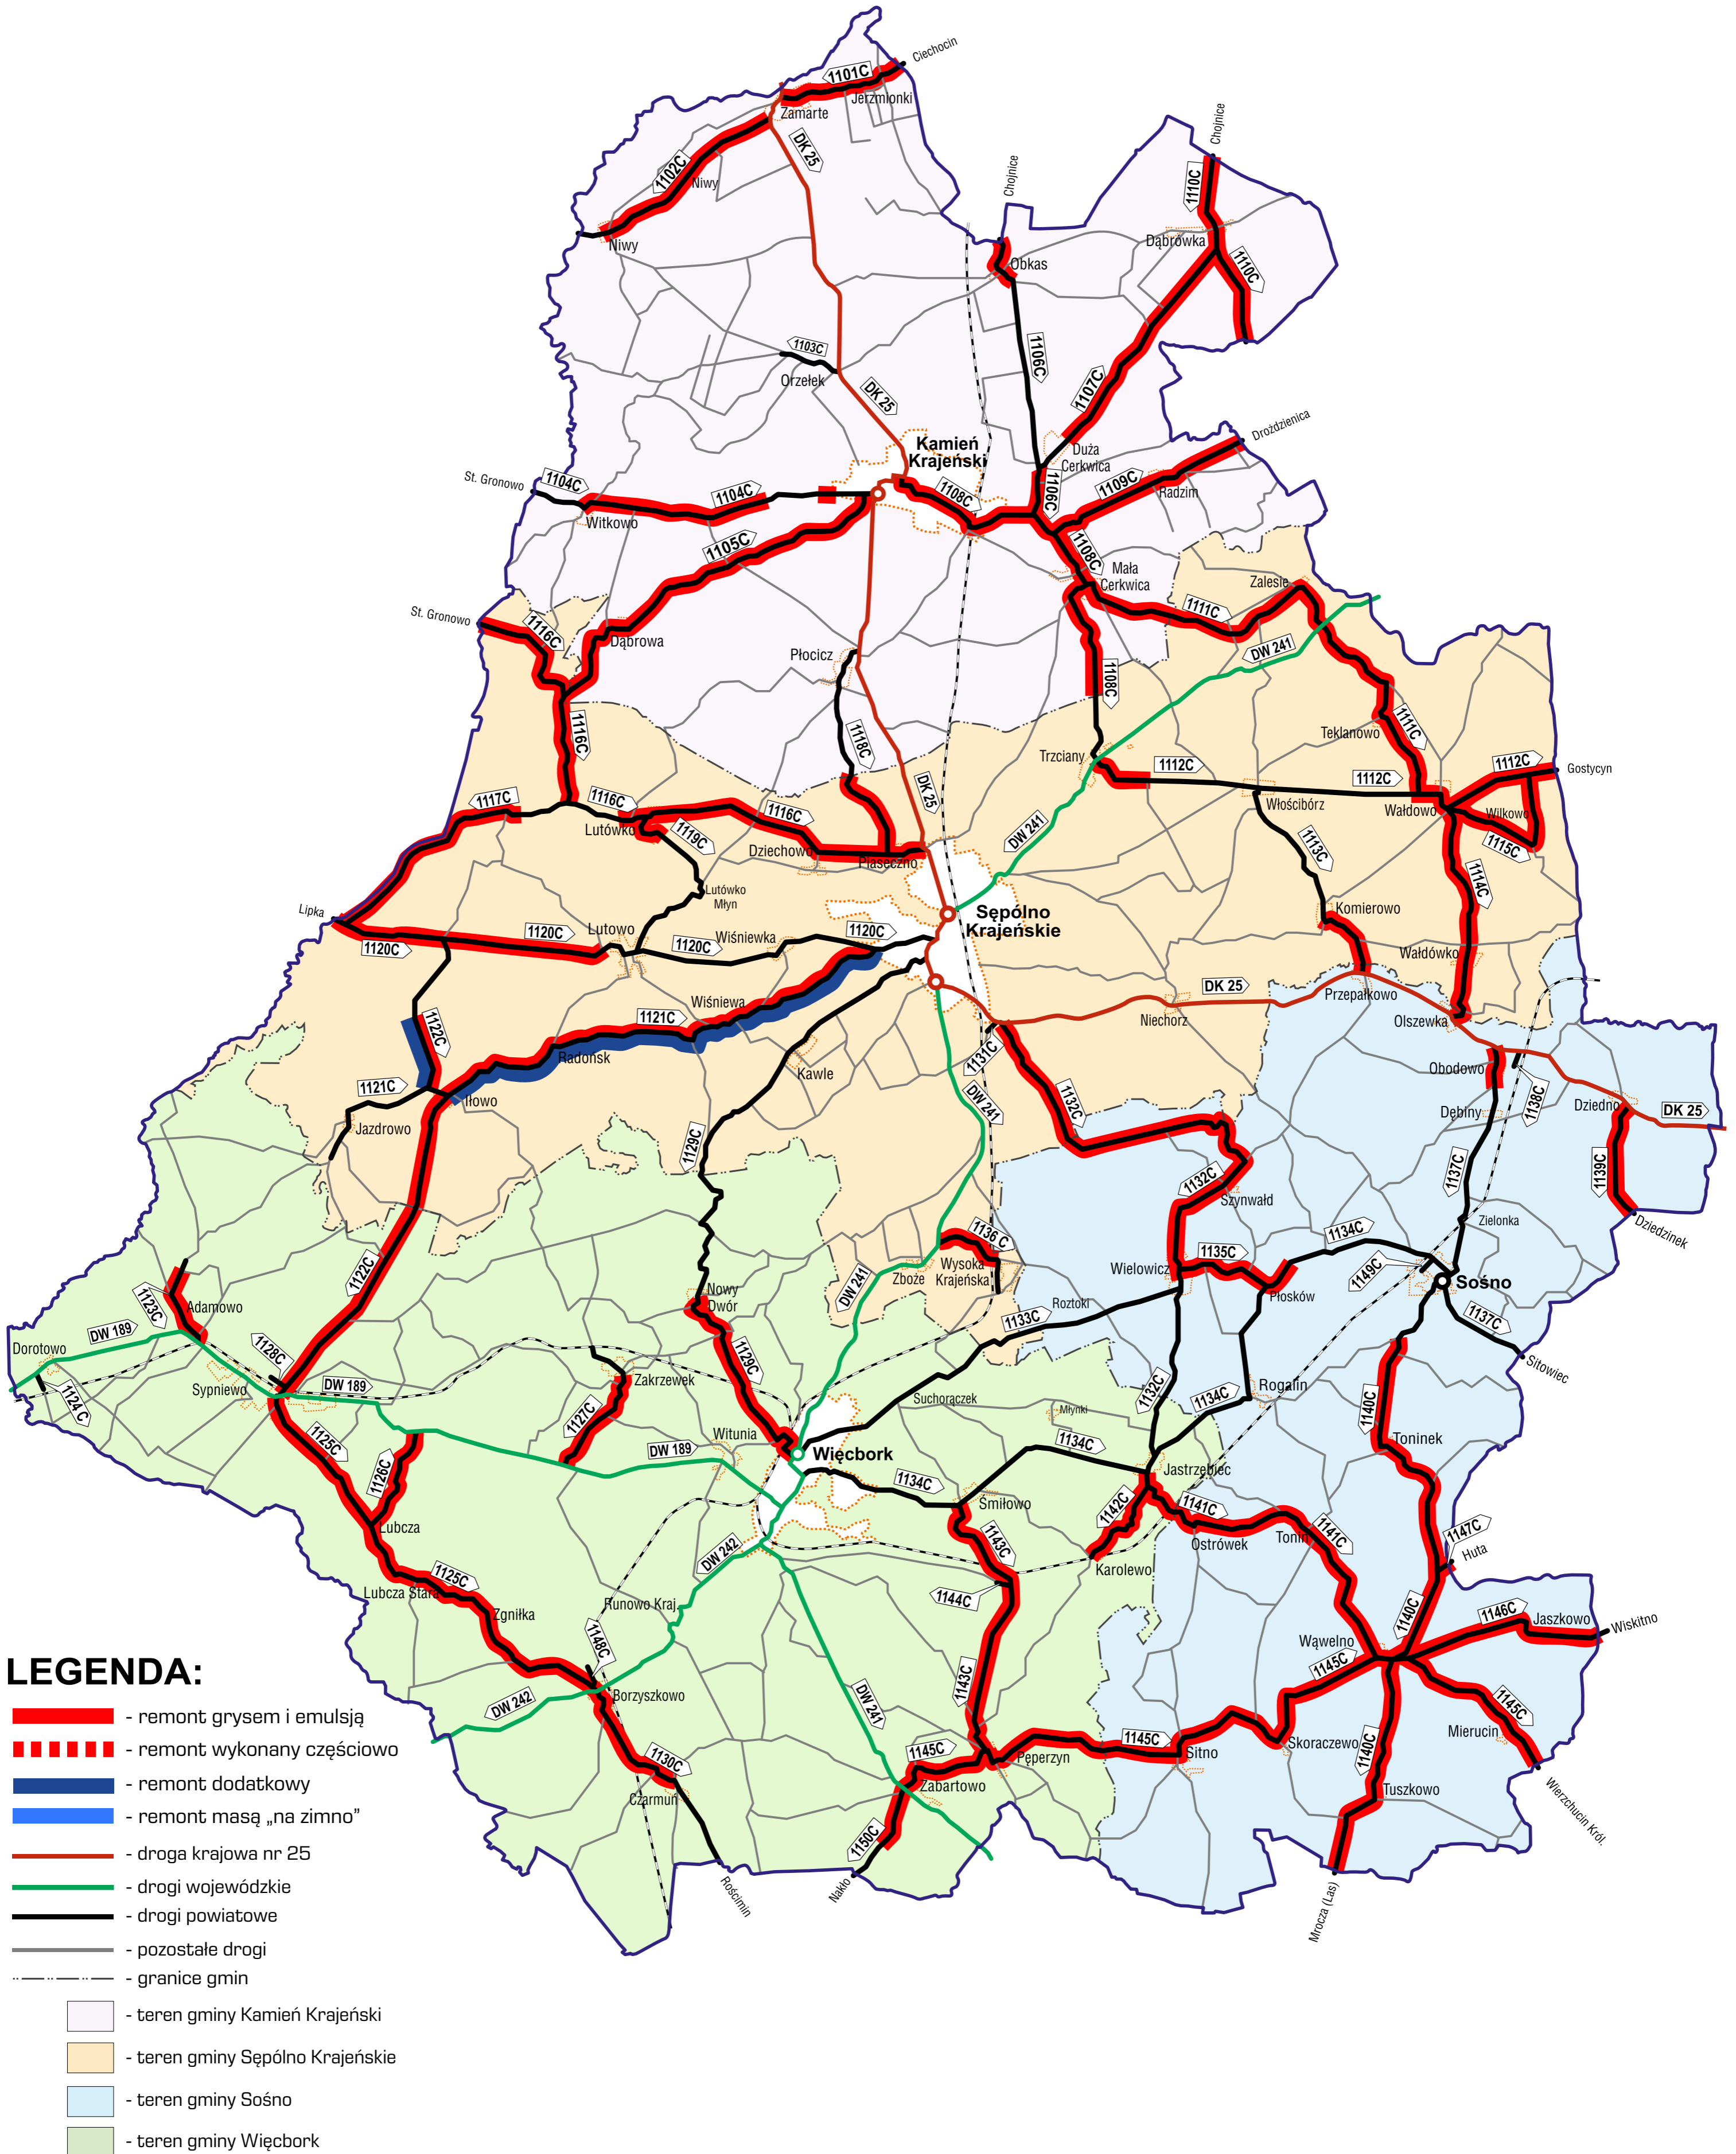 Ciechocin
1101C
Jerzmionki
Zamarte
DK 25
Chojnice
1102C
Niwy
Chojnice
1110C
Niwy
Dąbrówka
Obkas
1110C
1103C
1106C
Orzełek
DK 25
1107C
Drożdzienica
Kamień
Krajeński
Duża
Cerkwica
St. Gronowo
1104C
1104C
1108C
1106C
1109C
Radzim
Witkowo
1105C
1108C
Mała
Cerkwica
Zalesie
St. Gronowo
1116C
1111C
Dąbrowa
DW 241
Płocicz
1108C
1116C
1118C
Teklanowo
1111C
Trzciany
1112C
1112C
1112C
Gostycyn
DK 25
1117C
1116C
1116C
Włościbórz
Wałdowo
Wilkowo
Lutówko
1119C
DW 241
Dziechowo
Piaseczno
1113C
1115C
Lutówko
Młyn
1114C
Lipka
Komierowo
Sępólno
Krajeńskie
1120C
1120C
Lutowo
1120C
Wiśniewka
1120C
Wałdówko
DK 25
Przepałkowo
Wiśniewa
1121C
Niechorz
Olszewka
1122C
Radońsk
1131C
Kawle
Obodowo
1121C
Iłowo
DW 241
1132C
1138C
Dębiny
Dziedno
DK 25
Jazdrowo
1129C
1137C
1139C
1132C
Szynwałd
Zielonka
Dziedzinek
1136 C
1134C
1122C
Zboże
Wysoka
Krajeńska
Wielowicz
1135C
1149C
Sośno
1123C
Adamowo
Nowy
Dwór
DW 241
Roztoki
1133C
Płosków
1137C
Dorotowo
DW 189
1128C
1129C
Sitowiec
Sypniewo
DW 189
Zakrzewek
1124 C
Suchorączek
1132C
1134C
Rogalin
1127C
Młynki
1140C
1125C
Witunia
1134C
DW 189
Więcbork
Toninek
1126C
1134C
Jastrzębiec
Śmiłowo
1142C
1141C
Lubcza
1143C
Ostrówek
Tonin
1141C
1147C
Huta
DW 242
Karolewo
1125C
Lubcza Stara
1144C
Zgniłka
Runowo Kraj.
1140C
1146C
Jaszkowo
Wiskitno
1148C
Wąwelno
1145C
LEGENDA:
1143C
Borzyszkowo
DW 242
DW 241
1145C
Mierucin
- remont grysem i emulsją
1130C
1145C
Pęperzyn
1145C
Sitno
Skoraczewo
1140C
- remont wykonany częściowo
Zabartowo
Tuszkowo
Wierzchucin Król.
- remont dodatkowy
Czarmuń
- remont masą „na zimno”
1150C
- droga krajowa nr 25
Nakło
Rościmin
Mrocza (Las)
- drogi wojewódzkie
- drogi powiatowe
- pozostałe drogi
- granice gmin
- teren gminy Kamień Krajeński
- teren gminy Sępólno Krajeńskie
- teren gminy Sośno
- teren gminy Więcbork